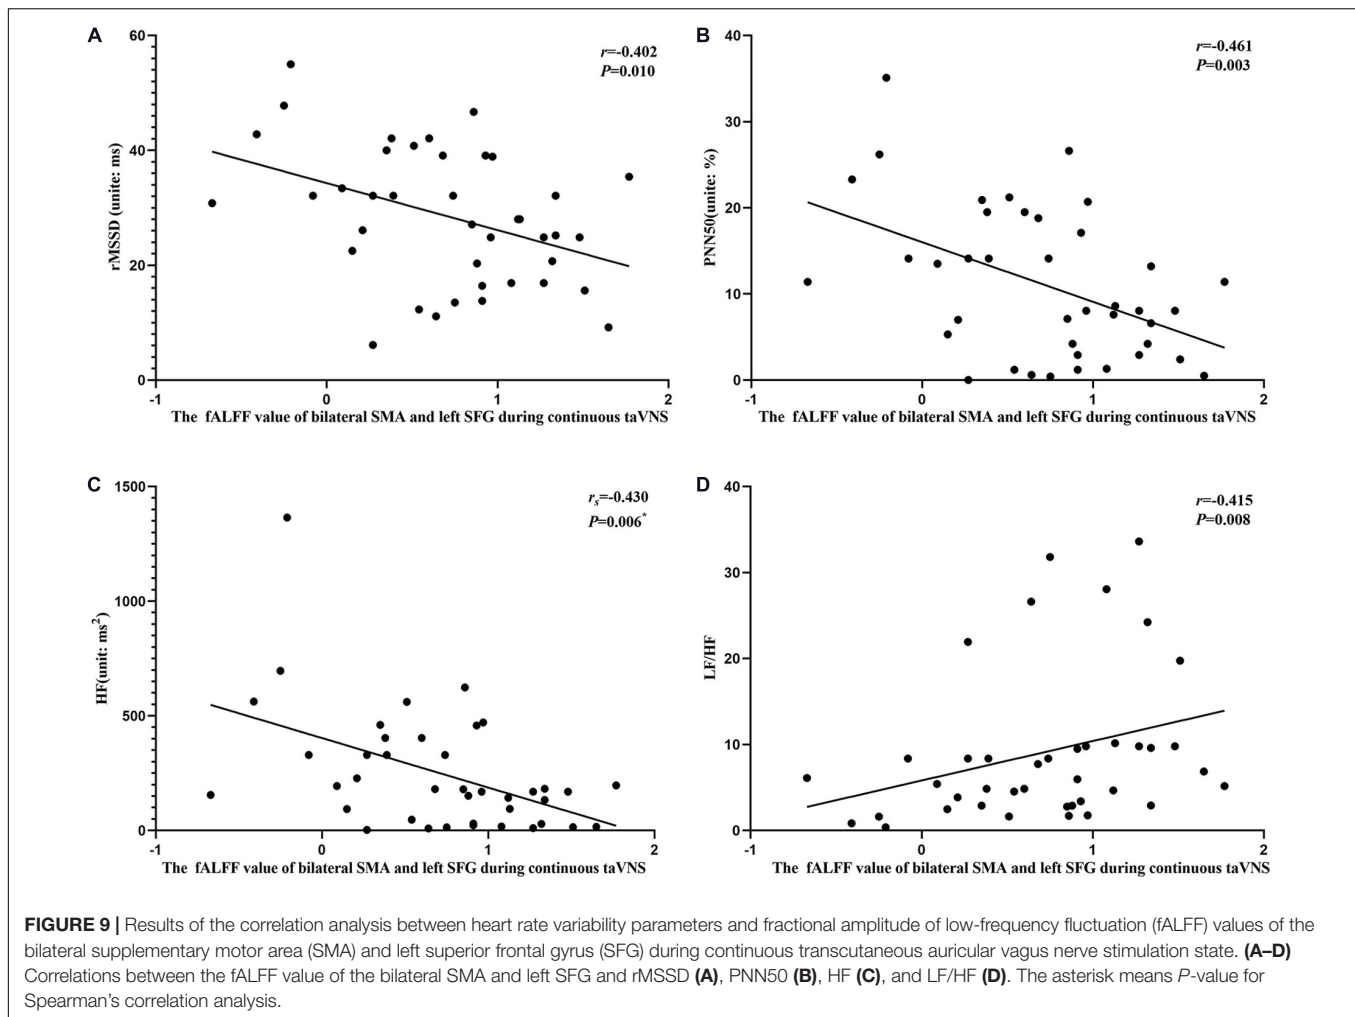 A
60
40
20
0
-1
0
1
2
rMSSD (unite: ms)
r=-0.402
P=0.010
The fALFF value of bilateral SMA and left SFG during continuous taVNS
B
40
30
20
10
0
-1
0
1
2
PNN50(unite: %)
r=-0.461
P=0.003
The fALFF value of bilateral SMA and left SFG during continuous taVNS
C
1500
1000
500
0
-1
0
1
2
HF(unit: ms²)
rₛ=-0.430
P=0.006*
The fALFF value of bilateral SMA and left SFG during continuous taVNS
D
40
30
20
10
0
-1
0
1
2
LF/HF
r=-0.415
P=0.008
The fALFF value of bilateral SMA and left SFG during continuous taVNS
FIGURE 9 | Results of the correlation analysis between heart rate variability parameters and fractional amplitude of low-frequency fluctuation (fALFF) values of the
bilateral supplementary motor area (SMA) and left superior frontal gyrus (SFG) during continuous transcutaneous auricular vagus nerve stimulation state. (A–D)
Correlations between the fALFF value of the bilateral SMA and left SFG and rMSSD (A), PNN50 (B), HF (C), and LF/HF (D). The asterisk means P-value for
Spearman's correlation analysis.